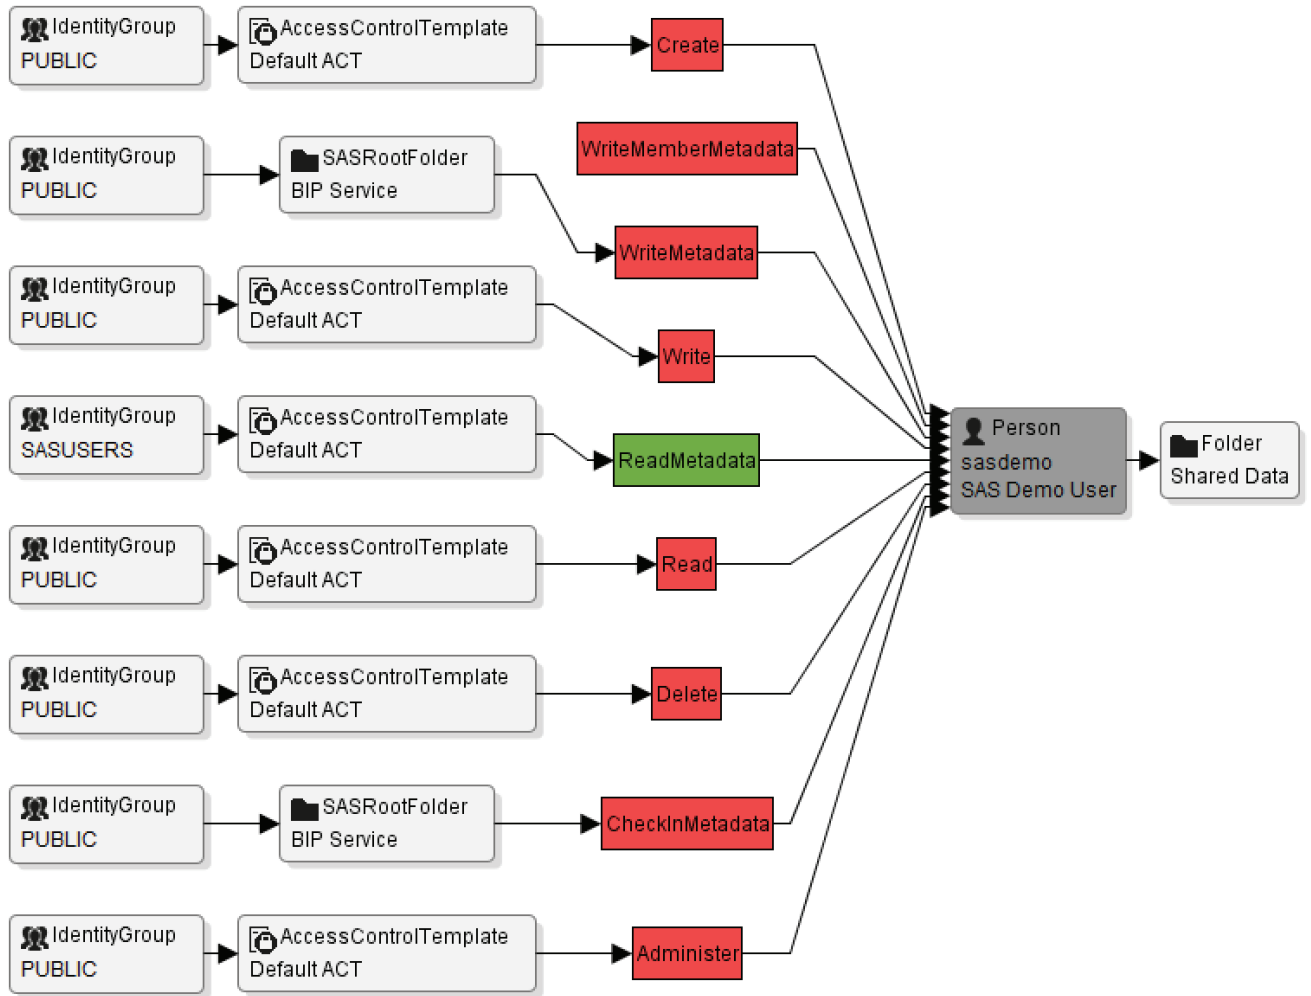 IdentityGroup
PUBLIC
AccessControlTemplate
Default ACT
Create
WriteMemberMetadata
IdentityGroup
PUBLIC
SASRootFolder
BIP Service
WriteMetadata
IdentityGroup
PUBLIC
AccessControlTemplate
Default ACT
Write
IdentityGroup
SASUSERS
AccessControlTemplate
Default ACT
ReadMetadata
Person
sasdemo
SAS Demo User
Folder
Shared Data
IdentityGroup
PUBLIC
AccessControlTemplate
Default ACT
Read
IdentityGroup
PUBLIC
AccessControlTemplate
Default ACT
Delete
IdentityGroup
PUBLIC
SASRootFolder
BIP Service
CheckInMetadata
IdentityGroup
PUBLIC
AccessControlTemplate
Default ACT
Administer